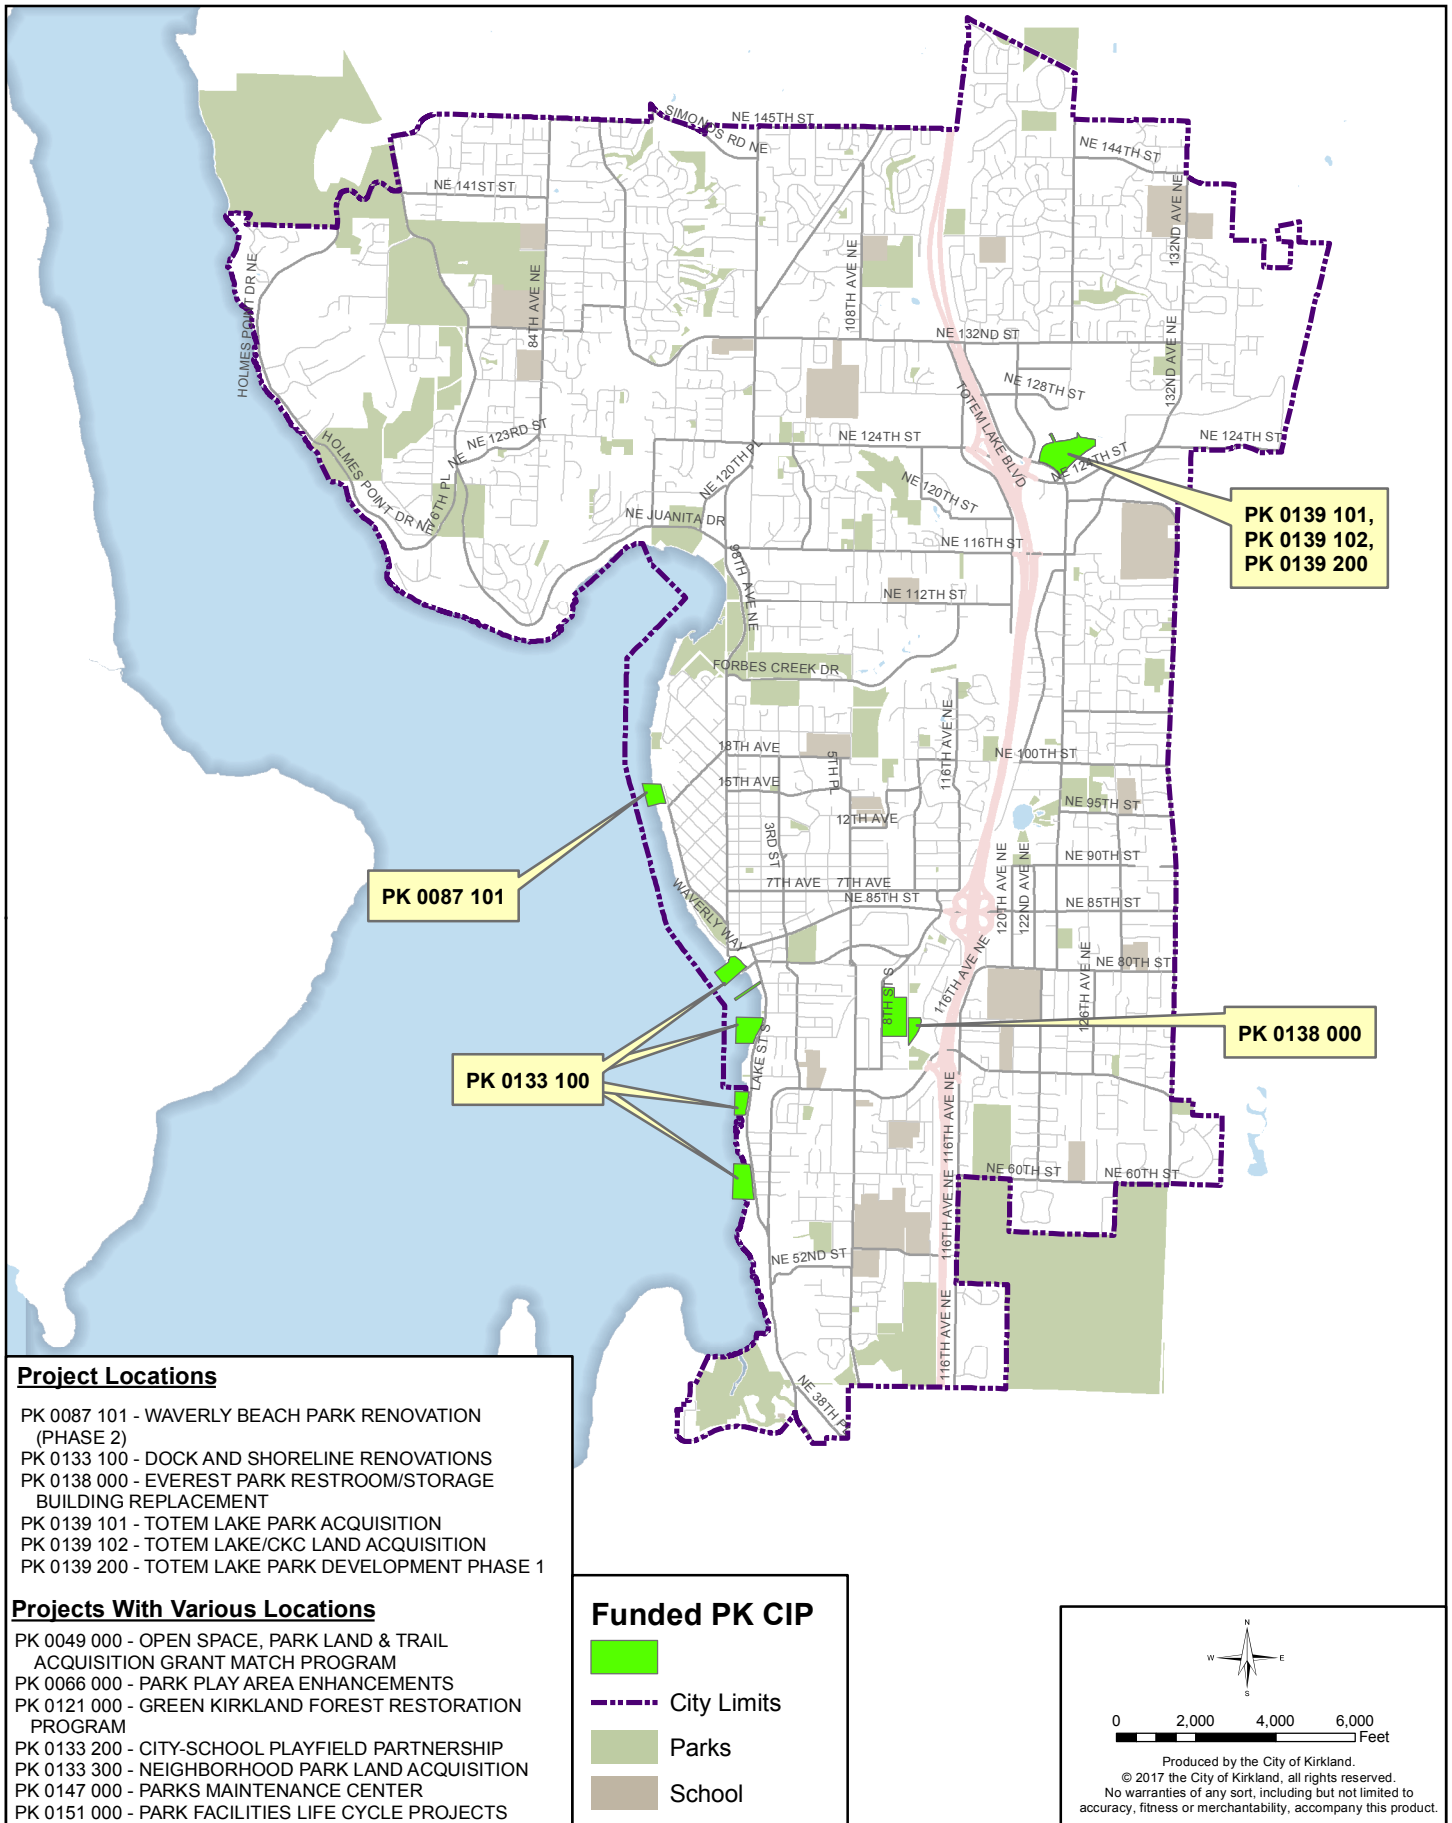 SIMONDS RD NE
NE 145TH ST
NE 144TH ST
NE 141ST ST
132ND AVE NE
HOLMES POINT DR NE
84TH AVE NE
108TH AVE NE
NE 132ND ST
132ND AVE NE
NE 128TH ST
TOTEM LAKE BLVD
NE 123RD ST
NE 124TH ST
NE 124TH ST
NE 124TH ST
HOLMES POINT DR NE
76TH PL NE
NE 120TH PL
NE 120TH ST
NE JUANITA DR
NE 116TH ST
98TH AVE NE
NE 112TH ST
FORBES CREEK DR
PK 0139 101,
PK 0139 102,
PK 0139 200
18TH AVE
5TH PL
116TH AVE NE
NE 100TH ST
15TH AVE
NE 95TH ST
12TH AVE
3RD ST
7TH AVE
7TH AVE
NE 90TH ST
120TH AVE NE
122ND AVE NE
NE 85TH ST
NE 85TH ST
PK 0087 101
WAVERLY WAY
NE 80TH ST
116TH AVE NE
126TH AVE NE
8TH ST S
LAKE ST S
PK 0138 000
PK 0133 100
116TH AVE NE
116TH AVE NE
NE 60TH ST
NE 60TH ST
116TH AVE NE
NE 52ND ST
116TH AVE NE
NE 38TH PL
Project Locations
PK 0087 101 - WAVERLY BEACH PARK RENOVATION
(PHASE 2)
PK 0133 100 - DOCK AND SHORELINE RENOVATIONS
PK 0138 000 - EVEREST PARK RESTROOM/STORAGE
BUILDING REPLACEMENT
PK 0139 101 - TOTEM LAKE PARK ACQUISITION
PK 0139 102 - TOTEM LAKE/CKC LAND ACQUISITION
PK 0139 200 - TOTEM LAKE PARK DEVELOPMENT PHASE 1
Projects With Various Locations
PK 0049 000 - OPEN SPACE, PARK LAND & TRAIL
ACQUISITION GRANT MATCH PROGRAM
PK 0066 000 - PARK PLAY AREA ENHANCEMENTS
PK 0121 000 - GREEN KIRKLAND FOREST RESTORATION
PROGRAM
PK 0133 200 - CITY-SCHOOL PLAYFIELD PARTNERSHIP
PK 0133 300 - NEIGHBORHOOD PARK LAND ACQUISITION
PK 0147 000 - PARKS MAINTENANCE CENTER
PK 0151 000 - PARK FACILITIES LIFE CYCLE PROJECTS
Funded PK CIP
City Limits
Parks
School
N
W E
S
0 2,000 4,000 6,000
Feet
Produced by the City of Kirkland.
© 2017 the City of Kirkland, all rights reserved.
No warranties of any sort, including but not limited to
accuracy, fitness or merchantability, accompany this product.